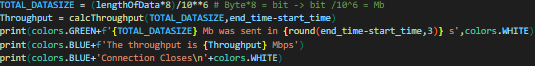 TOTAL_DATASIZE = (lengthOfData*8)/10**6 # Byte*8 = bit -> bit /10^6 = Mb
Throughput = calcThroughput(TOTAL_DATASIZE,end_time-start_time)
print(colors.GREEN+f'{TOTAL_DATASIZE} Mb was sent in {round(end_time-start_time,3)} s',colors.WHITE)
print(colors.BLUE+f'The throughput is {Throughput} Mbps')
print(colors.BLUE+'Connection Closes\n'+colors.WHITE)